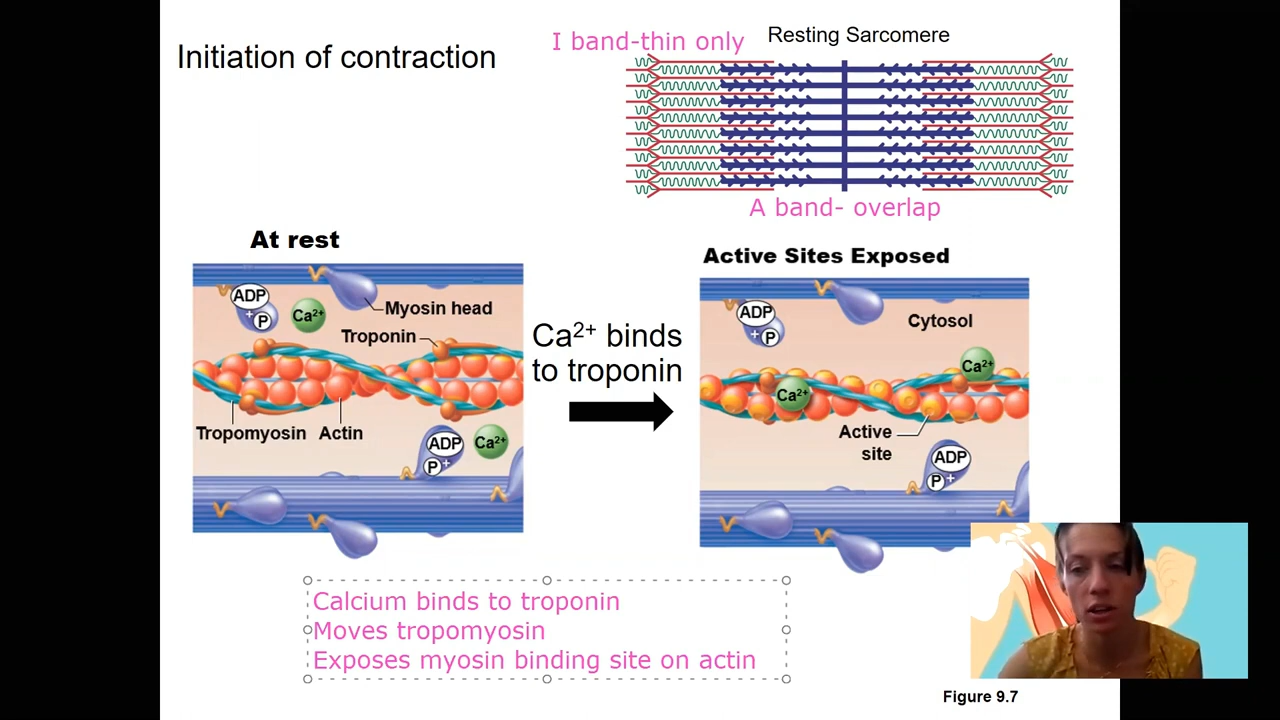 Initiation of contraction
I band-thin only
Resting Sarcomere
A band- overlap
At rest
ADP
+
P
Ca²⁺
Myosin head
Troponin
Tropomyosin
Actin
ADP
P +
Ca²⁺
Ca²⁺ binds
to troponin
Active Sites Exposed
ADP
+ P
Cytosol
Ca²⁺
Ca²⁺
Active
site
ADP
P +
Calcium binds to troponin
Moves tropomyosin
Exposes myosin binding site on actin
Figure 9.7